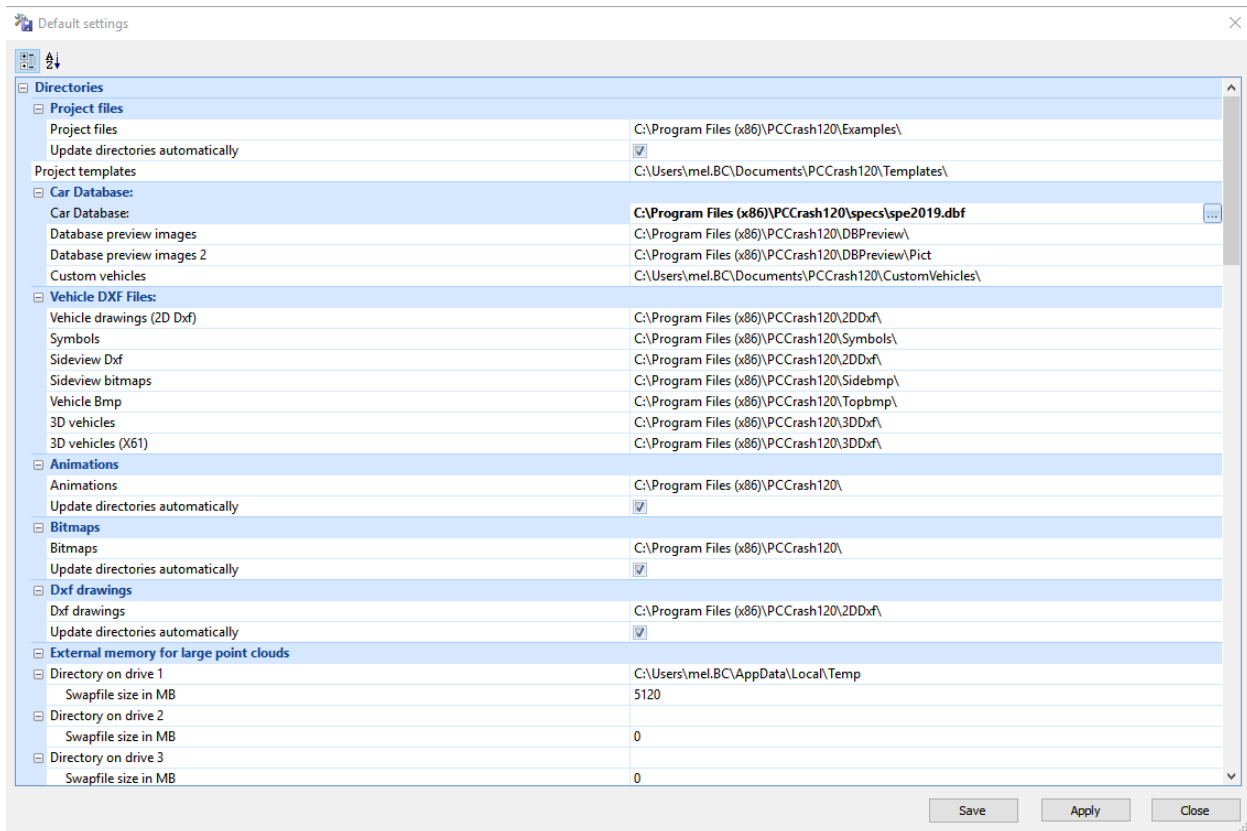 Default settings
Directories
Project files
Project files C:\Program Files (x86)\PCCrash120\Examples\
Update directories automatically
Project templates C:\Users\mel.BC\Documents\PCCrash120\Templates\
Car Database:
Car Database: C:\Program Files (x86)\PCCrash120\specs\spe2019.dbf ...
Database preview images C:\Program Files (x86)\PCCrash120\DBPreview\
Database preview images 2 C:\Program Files (x86)\PCCrash120\DBPreview\Pict
Custom vehicles C:\Users\mel.BC\Documents\PCCrash120\CustomVehicles\
Vehicle DXF Files:
Vehicle drawings (2D Dxf) C:\Program Files (x86)\PCCrash120\2DDxf\
Symbols C:\Program Files (x86)\PCCrash120\Symbols\
Sideview Dxf C:\Program Files (x86)\PCCrash120\2DDxf\
Sideview bitmaps C:\Program Files (x86)\PCCrash120\Sidebmp\
Vehicle Bmp C:\Program Files (x86)\PCCrash120\Topbmp\
3D vehicles C:\Program Files (x86)\PCCrash120\3DDxf\
3D vehicles (X61) C:\Program Files (x86)\PCCrash120\3DDxf\
Animations
Animations C:\Program Files (x86)\PCCrash120\
Update directories automatically
Bitmaps
Bitmaps C:\Program Files (x86)\PCCrash120\
Update directories automatically
Dxf drawings
Dxf drawings C:\Program Files (x86)\PCCrash120\2DDxf\
Update directories automatically
External memory for large point clouds
Directory on drive 1 C:\Users\mel.BC\AppData\Local\Temp
Swapfile size in MB 5120
Directory on drive 2
Swapfile size in MB 0
Directory on drive 3
Swapfile size in MB 0
Save Apply Close